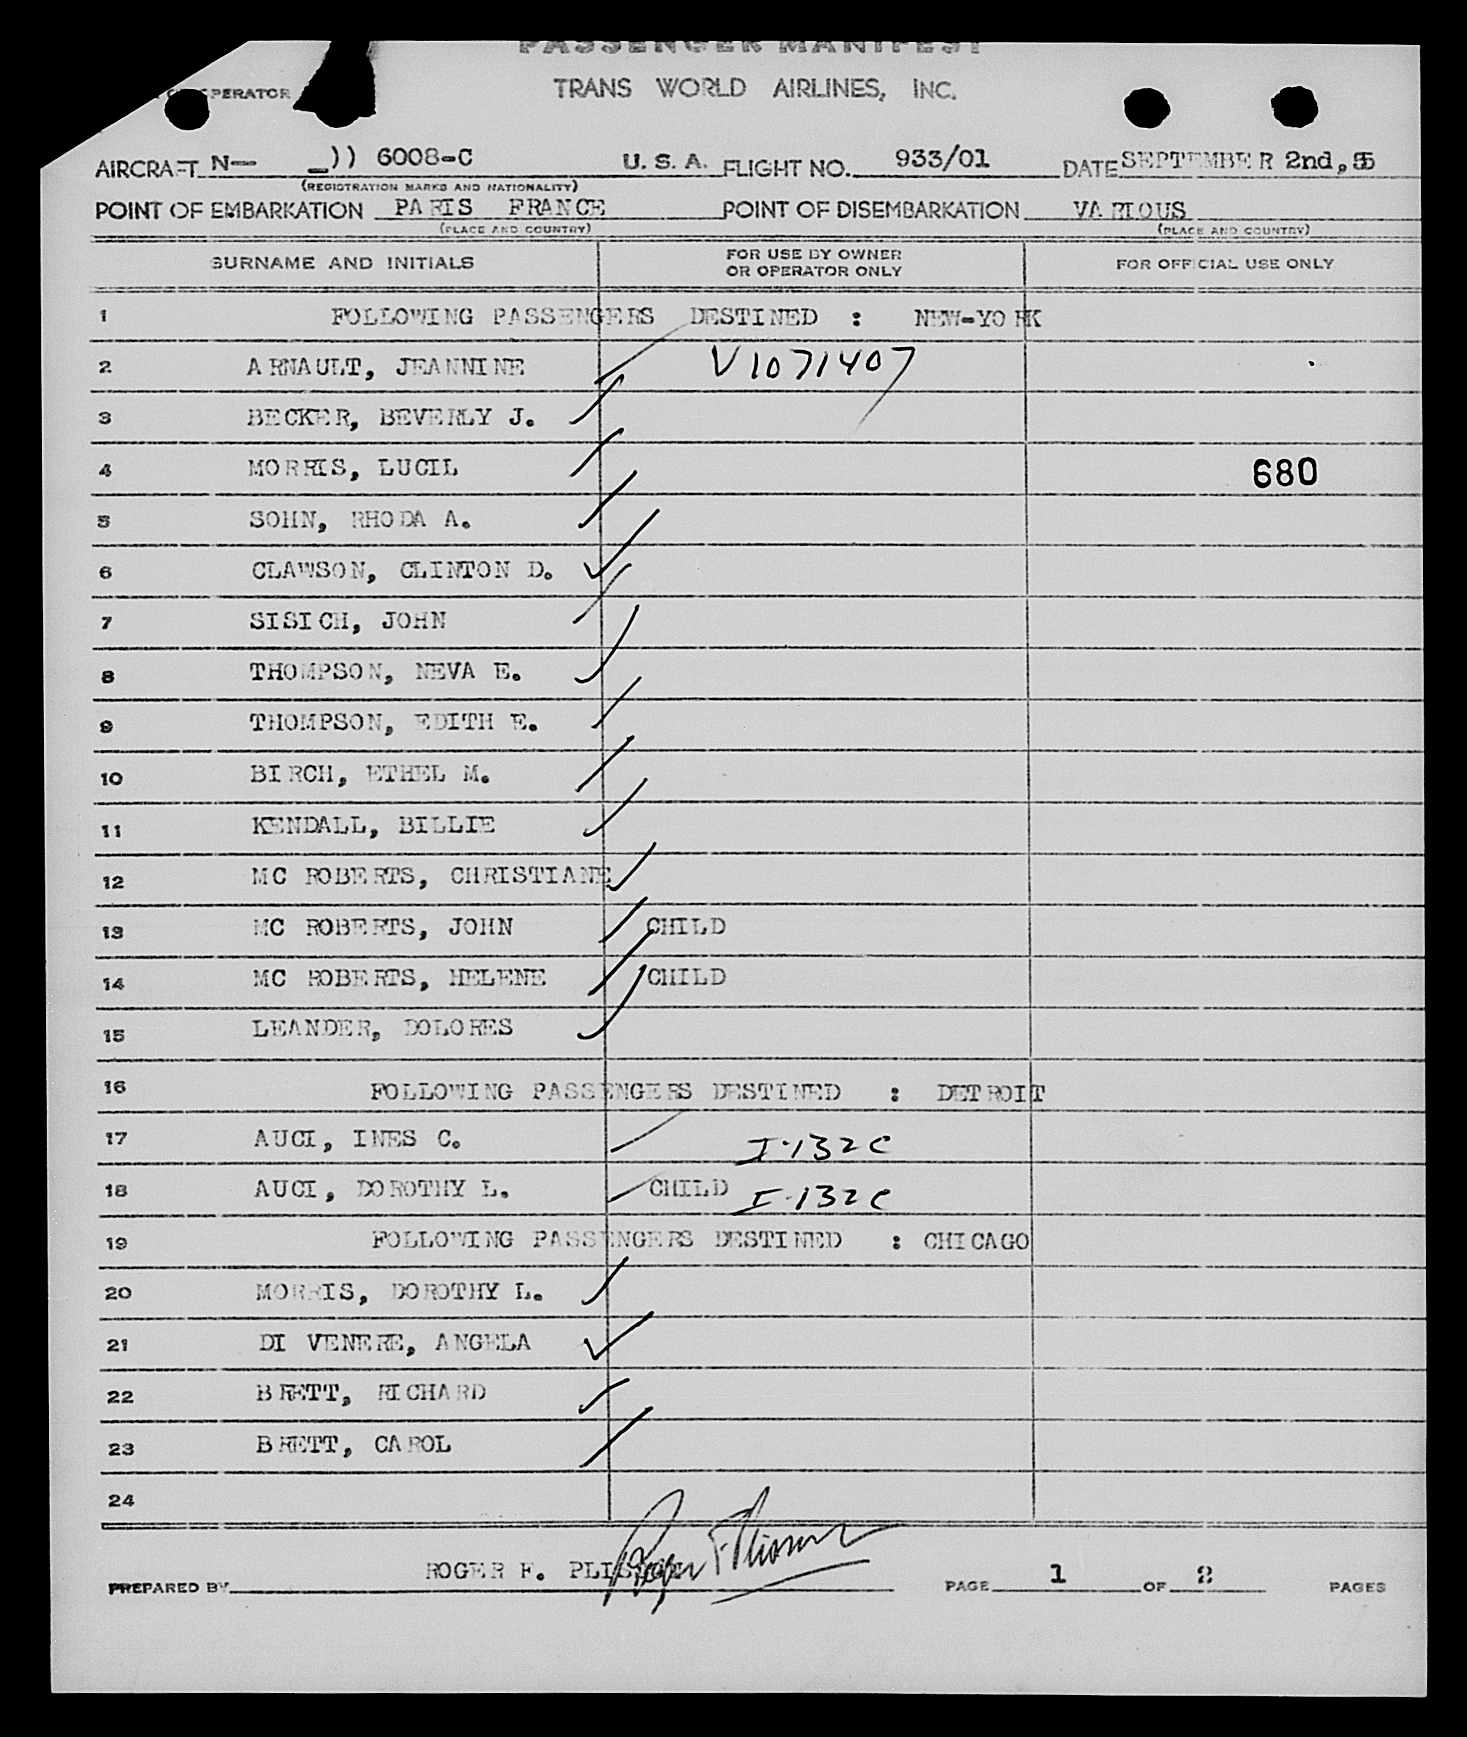 PASSENGER MANIFEST
OPERATOR
TRANS WORLD AIRLINES, INC.
AIRCRAFT N— _)) 6008-C U. S. A. FLIGHT NO. 933/01 DATE SEPTEMBER 2nd, 55
(REGISTRATION MARKS AND NATIONALITY)
POINT OF EMBARKATION PARIS FRANCE POINT OF DISEMBARKATION VARIOUS
(PLACE AND COUNTRY) (PLACE AND COUNTRY)
SURNAME AND INITIALS FOR USE BY OWNER OR OPERATOR ONLY FOR OFFICIAL USE ONLY
1 FOLLOWING PASSENGERS DESTINED : NEW-YORK
2 ARNAULT, JEANNINE V1071407
3 BECKER, BEVERLY J.
4 MORRIS, LUCIL 680
5 SOHN, RHODA A.
6 CLAWSON, CLINTON D.
7 SISICH, JOHN
8 THOMPSON, NEVA E.
9 THOMPSON, EDITH E.
10 BIRCH, ETHEL M.
11 KENDALL, BILLIE
12 MC ROBERTS, CHRISTIANE
13 MC ROBERTS, JOHN CHILD
14 MC ROBERTS, HELENE CHILD
15 LEANDER, DOLORES
16 FOLLOWING PASSENGERS DESTINED : DETROIT
17 AUCI, INES C. I-132C
18 AUCI, DOROTHY L. CHILD I-132C
19 FOLLOWING PASSENGERS DESTINED : CHICAGO
20 MORRIS, DOROTHY L.
21 DI VENERE, ANGELA
22 BRETT, RICHARD
23 BRETT, CAROL
24
PREPARED BY ROGER F. PAGE 1 OF 2 PAGES